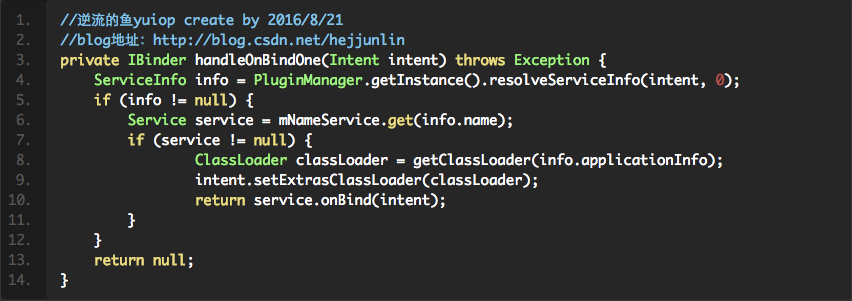 1. //逆流的鱼yuiop create by 2016/8/21
2. //blog地址：http://blog.csdn.net/hejjunlin
3. private IBinder handleOnBindOne(Intent intent) throws Exception {
4.     ServiceInfo info = PluginManager.getInstance().resolveServiceInfo(intent, 0);
5.     if (info != null) {
6.         Service service = mNameService.get(info.name);
7.         if (service != null) {
8.                 ClassLoader classLoader = getClassLoader(info.applicationInfo);
9.                 intent.setExtrasClassLoader(classLoader);
10.                 return service.onBind(intent);
11.         }
12.     }
13.     return null;
14. }